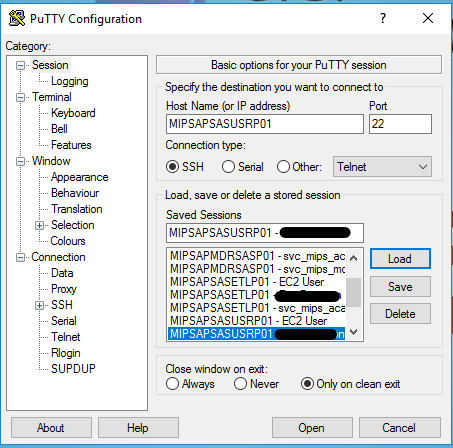 PuTTY Configuration
Category:
Session
Logging
Terminal
Keyboard
Bell
Features
Window
Appearance
Behaviour
Translation
Selection
Colours
Connection
Data
Proxy
SSH
Serial
Telnet
Rlogin
SUPDUP
Basic options for your PuTTY session
Specify the destination you want to connect to
Host Name (or IP address)
Port
MIPSAPSASUSRP01
22
Connection type:
SSH
Serial
Other:
Telnet
Load, save or delete a stored session
Saved Sessions
MIPSAPSASUSRP01 -
MIPSAPMDRSASP01 - svc_mips_aca
MIPSAPMDRSASP01 - svc_mips_mc
MIPSAPSASETLP01 - EC2 User
MIPSAPSASETLP01 -
MIPSAPSASETLP01 - svc_mips_aca
MIPSAPSASUSRP01 - EC2 User
MIPSAPSASUSRP01
Load
Save
Delete
Close window on exit:
Always
Never
Only on clean exit
About
Help
Open
Cancel